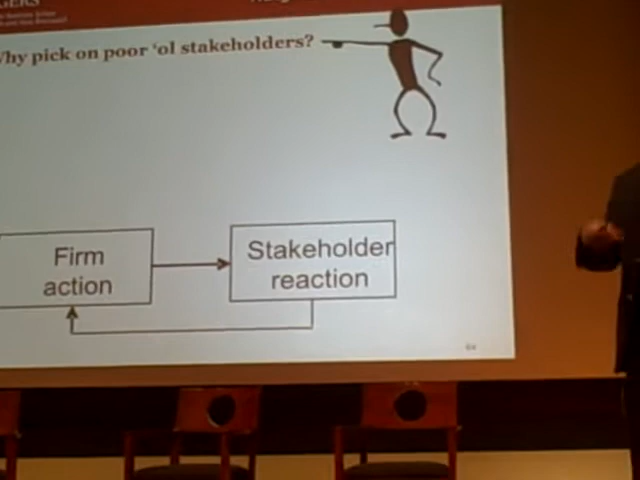 hy pick on poor ‘ol stakeholders?
Firm
action
Stakeholder
reaction